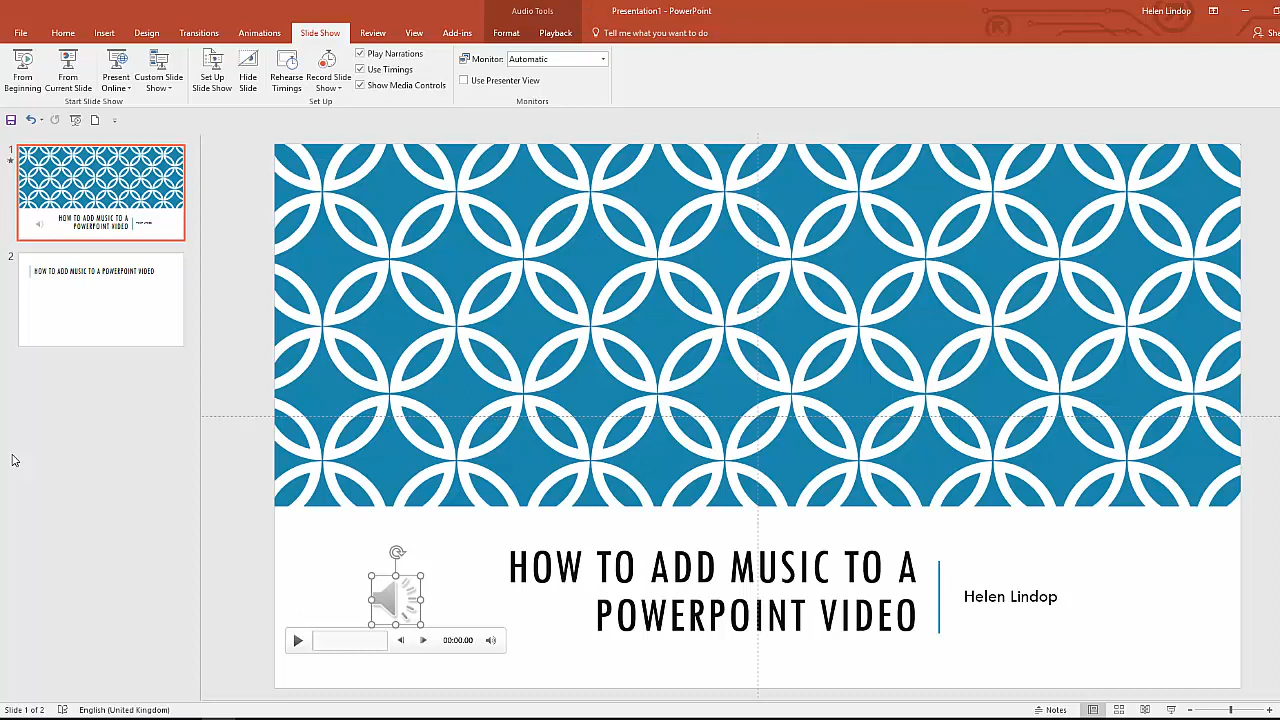 Audio Tools
Presentation1 - PowerPoint
Helen Lindop
File Home Insert Design Transitions Animations Slide Show Review View Add-ins Format Playback Tell me what you want to do
From Beginning
From Current Slide
Present Online
Custom Slide Show
Start Slide Show
Set Up Slide Show
Hide Slide
Rehearse Timings
Record Slide Show
Play Narrations
Use Timings
Show Media Controls
Set Up
Monitor: Automatic
Use Presenter View
Monitors
1
HOW TO ADD MUSIC TO A
POWERPOINT VIDEO
2
HOW TO ADD MUSIC TO A POWERPOINT VIDEO
HOW TO ADD MUSIC TO A
POWERPOINT VIDEO
Helen Lindop
00:00.00
Slide 1 of 2 English (United Kingdom) Notes